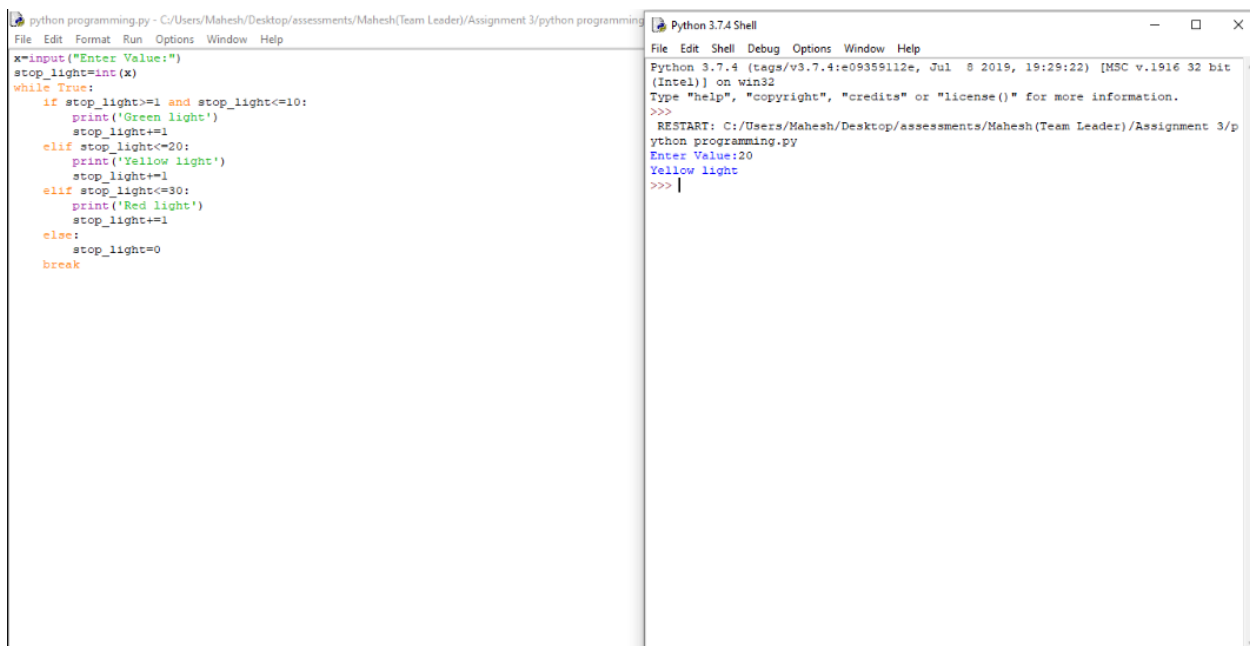 python programming.py - C:/Users/Mahesh/Desktop/assessments/Mahesh(Team Leader)/Assignment 3/python programming
File Edit Format Run Options Window Help
x=input("Enter Value:")
stop_light=int(x)
while True:
    if stop_light>=1 and stop_light<=10:
        print('Green light')
        stop_light+=1
    elif stop_light<=20:
        print('Yellow light')
        stop_light+=1
    elif stop_light<=30:
        print('Red light')
        stop_light+=1
    else:
        stop_light=0
    break
Python 3.7.4 Shell
File Edit Shell Debug Options Window Help
Python 3.7.4 (tags/v3.7.4:e09359112e, Jul  8 2019, 19:29:22) [MSC v.1916 32 bit
(Intel)] on win32
Type "help", "copyright", "credits" or "license()" for more information.
>>>
 RESTART: C:/Users/Mahesh/Desktop/assessments/Mahesh(Team Leader)/Assignment 3/p
ython programming.py
Enter Value:20
Yellow light
>>>